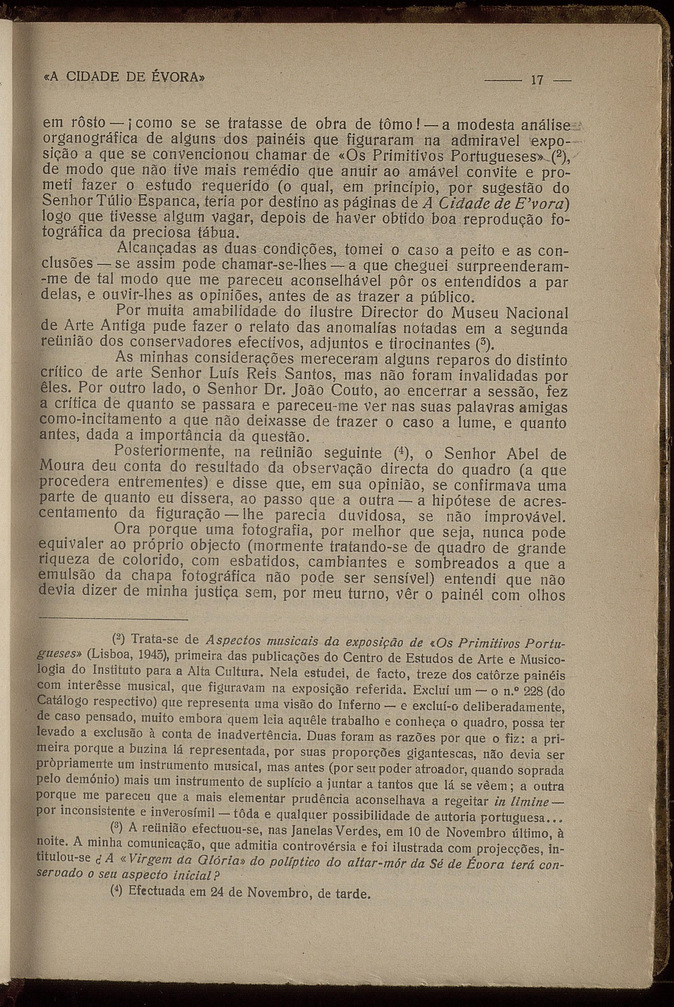 «A CIDADE DE ÉVORA» —— 17 —
em rôsto — ¡ como se se tratasse de obra de tômo ! — a modesta análise
organográfica de alguns dos painéis que figuraram na admiravel expo-
sição a que se convencionou chamar de «Os Primitivos Portugueses» (²),
de modo que não tive mais remédio que anuir ao amável convite e pro-
meti fazer o estudo requerido (o qual, em princípio, por sugestão do
Senhor Túlio Espanca, teria por destino as páginas de A Cidade de E'vora)
logo que tivesse algum vagar, depois de haver obtido boa reprodução fo-
tográfica da preciosa tábua.
Alcançadas as duas condições, tomei o caso a peito e as con-
clusões — se assim pode chamar-se-lhes — a que cheguei surpreenderam-
-me de tal modo que me pareceu aconselhável pôr os entendidos a par
delas, e ouvir-lhes as opiniões, antes de as trazer a público.
Por muita amabilidade do ilustre Director do Museu Nacional
de Arte Antiga pude fazer o relato das anomalías notadas em a segunda
reünião dos conservadores efectivos, adjuntos e tirocinantes (³).
As minhas considerações mereceram alguns reparos do distinto
crítico de arte Senhor Luís Reis Santos, mas não foram invalidadas por
êles. Por outro lado, o Senhor Dr. João Couto, ao encerrar a sessão, fez
a crítica de quanto se passara e pareceu-me ver nas suas palavras amigas
como-incitamento a que não deixasse de trazer o caso a lume, e quanto
antes, dada a importância da questão.
Posteriormente, na reünião seguinte (⁴), o Senhor Abel de
Moura deu conta do resultado da observação directa do quadro (a que
procedera entrementes) e disse que, em sua opinião, se confirmava uma
parte de quanto eu dissera, ao passo que a outra — a hipótese de acres-
centamento da figuração — lhe parecia duvidosa, se não improvável.
Ora porque uma fotografia, por melhor que seja, nunca pode
equivaler ao próprio objecto (mormente tratando-se de quadro de grande
riqueza de colorido, com esbatidos, cambiantes e sombreados a que a
emulsão da chapa fotográfica não pode ser sensível) entendi que não
devia dizer de minha justiça sem, por meu turno, vêr o painél com olhos
(²) Trata-se de Aspectos musicais da exposição de «Os Primitivos Portu-
gueses» (Lisboa, 1943), primeira das publicações do Centro de Estudos de Arte e Musico-
logia do Instituto para a Alta Cultura. Nela estudei, de facto, treze dos catôrze painéis
com interêsse musical, que figuravam na exposição referida. Excluí um — o n.º 228 (do
Catálogo respectivo) que representa uma visão do Inferno — e excluí-o deliberadamente,
de caso pensado, muito embora quem leia aquêle trabalho e conheça o quadro, possa ter
levado a exclusão à conta de inadvertência. Duas foram as razões por que o fiz: a pri-
meira porque a buzina lá representada, por suas proporções gigantescas, não devia ser
pròpriamente um instrumento musical, mas antes (por seu poder atroador, quando soprada
pelo demónio) mais um instrumento de suplício a juntar a tantos que lá se vêem ; a outra
porque me pareceu que a mais elementar prudência aconselhava a regeitar in limine —
por inconsistente e inverosímil — tôda e qualquer possibilidade de autoria portuguesa...
(³) A reünião efectuou-se, nas Janelas Verdes, em 10 de Novembro último, à
noite. A minha comunicação, que admitia controvérsia e foi ilustrada com projecções, in-
titulou-se ¿ A «Virgem da Glória» do políptico do altar-mór da Sé de Évora terá con-
servado o seu aspecto inicial ?
(⁴) Efectuada em 24 de Novembro, de tarde.